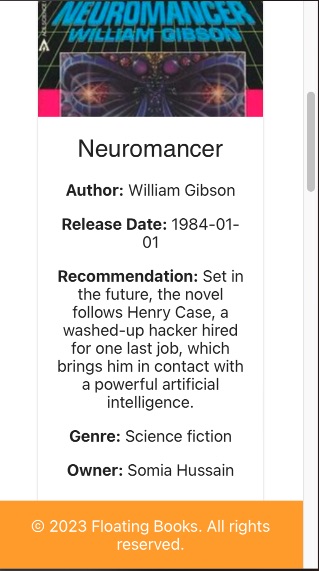 NEUROMANCER
WILLIAM GIBSON
Neuromancer
Author: William Gibson
Release Date: 1984-01-
01
Recommendation: Set in
the future, the novel
follows Henry Case, a
washed-up hacker hired
for one last job, which
brings him in contact with
a powerful artificial
intelligence.
Genre: Science fiction
Owner: Somia Hussain
© 2023 Floating Books. All rights
reserved.